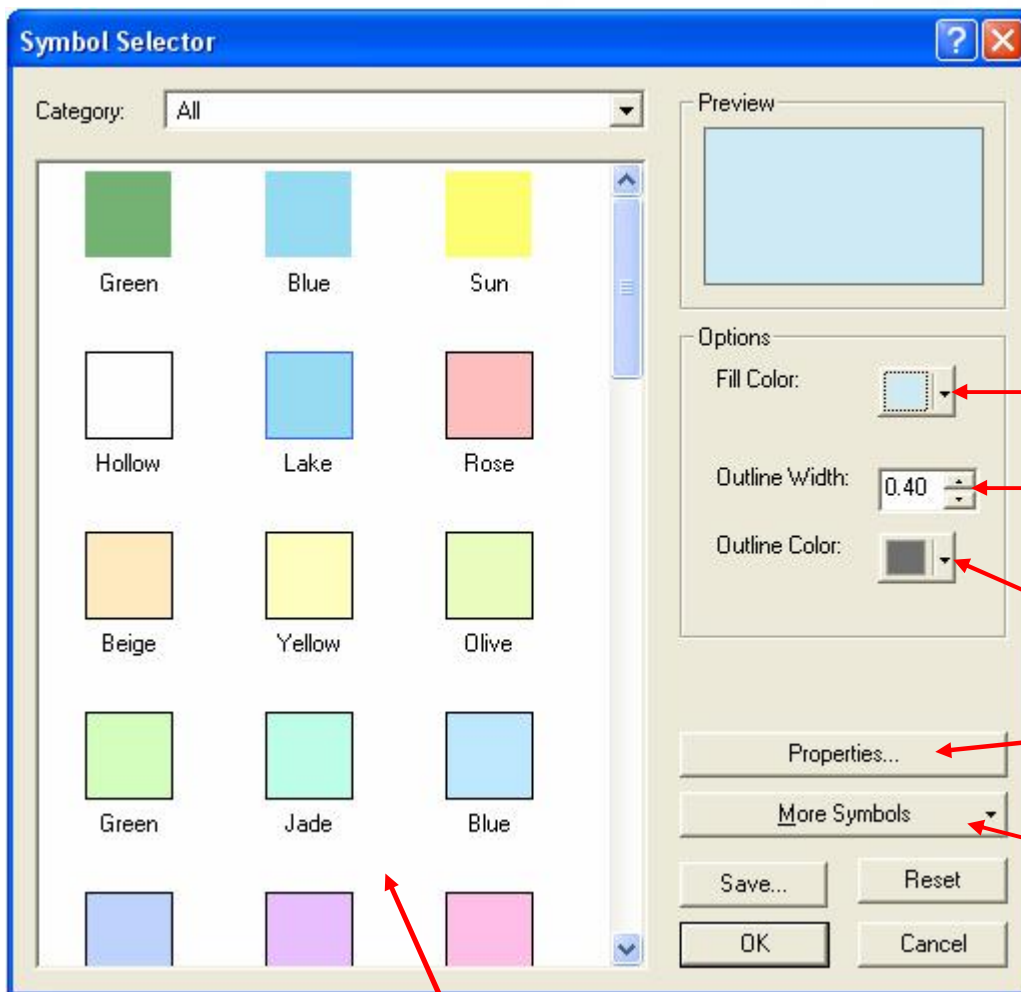 Symbol Selector
Category: All
Green Blue Sun
Hollow Lake Rose
Beige Yellow Olive
Green Jade Blue
Preview
Options
Fill Color:
Outline Width: 0.40
Outline Color:
Properties...
More Symbols
Save... Reset
OK Cancel